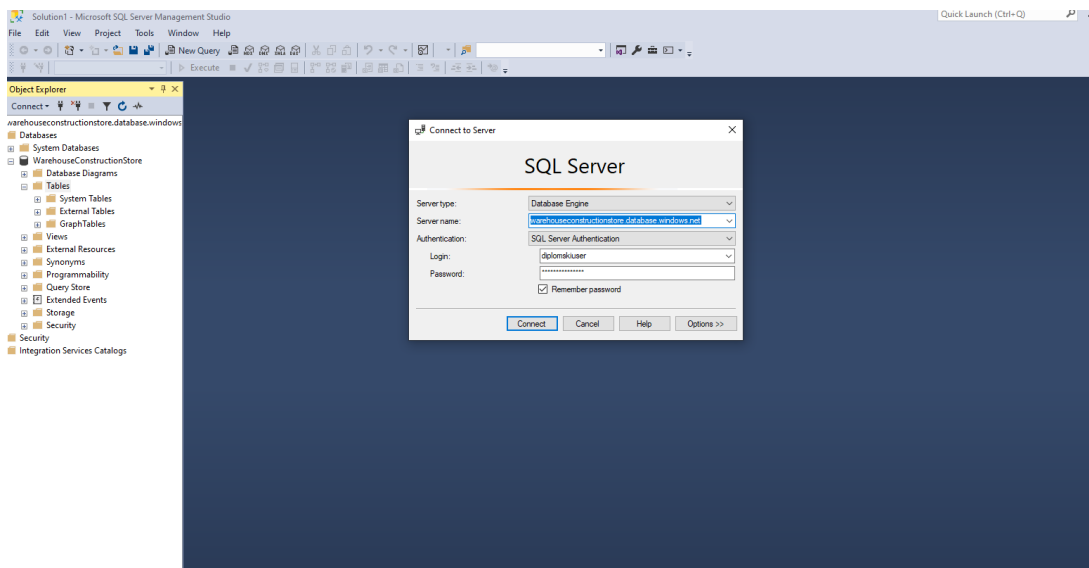 Solution1 - Microsoft SQL Server Management Studio
Quick Launch (Ctrl+Q)
File Edit View Project Tools Window Help
New Query
Execute
Object Explorer
Connect
warehouseconstructionstore.database.windows
Databases
System Databases
WarehouseConstructionStore
Database Diagrams
Tables
System Tables
External Tables
GraphTables
Views
External Resources
Synonyms
Programmability
Query Store
Extended Events
Storage
Security
Security
Integration Services Catalogs
Connect to Server
SQL Server
Server type: Database Engine
Server name: warehouseconstructionstore.database.windows.net
Authentication: SQL Server Authentication
Login: diplomskiuser
Password: ***************
Remember password
Connect Cancel Help Options >>